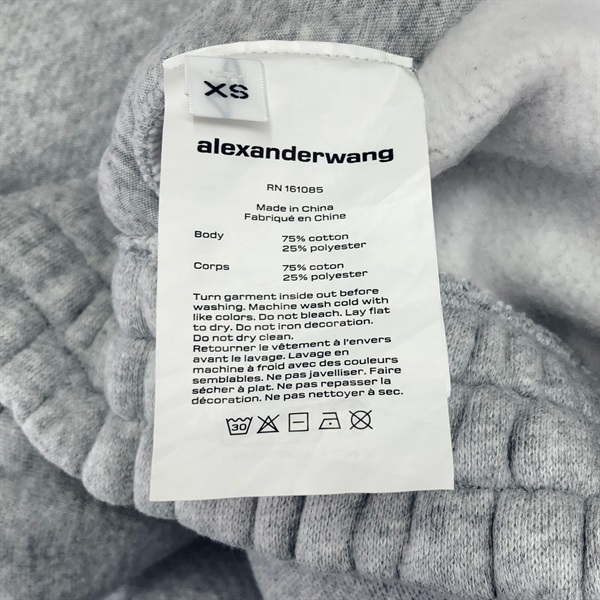 XS
alexanderwang
RN 161085
Made in China
Fabriqué en Chine
Body 75% cotton
25% polyester
Corps 75% coton
25% polyester
Turn garment inside out before
washing. Machine wash cold with
like colors. Do not bleach. Lay flat
to dry. Do not iron decoration.
Do not dry clean.
Retourner le vêtement à l'envers
avant le lavage. Lavage en
machine à froid avec des couleurs
semblables. Ne pas javelliser. Faire
sécher à plat. Ne pas repasser la
décoration. Ne pas nettoyer à sec.
30